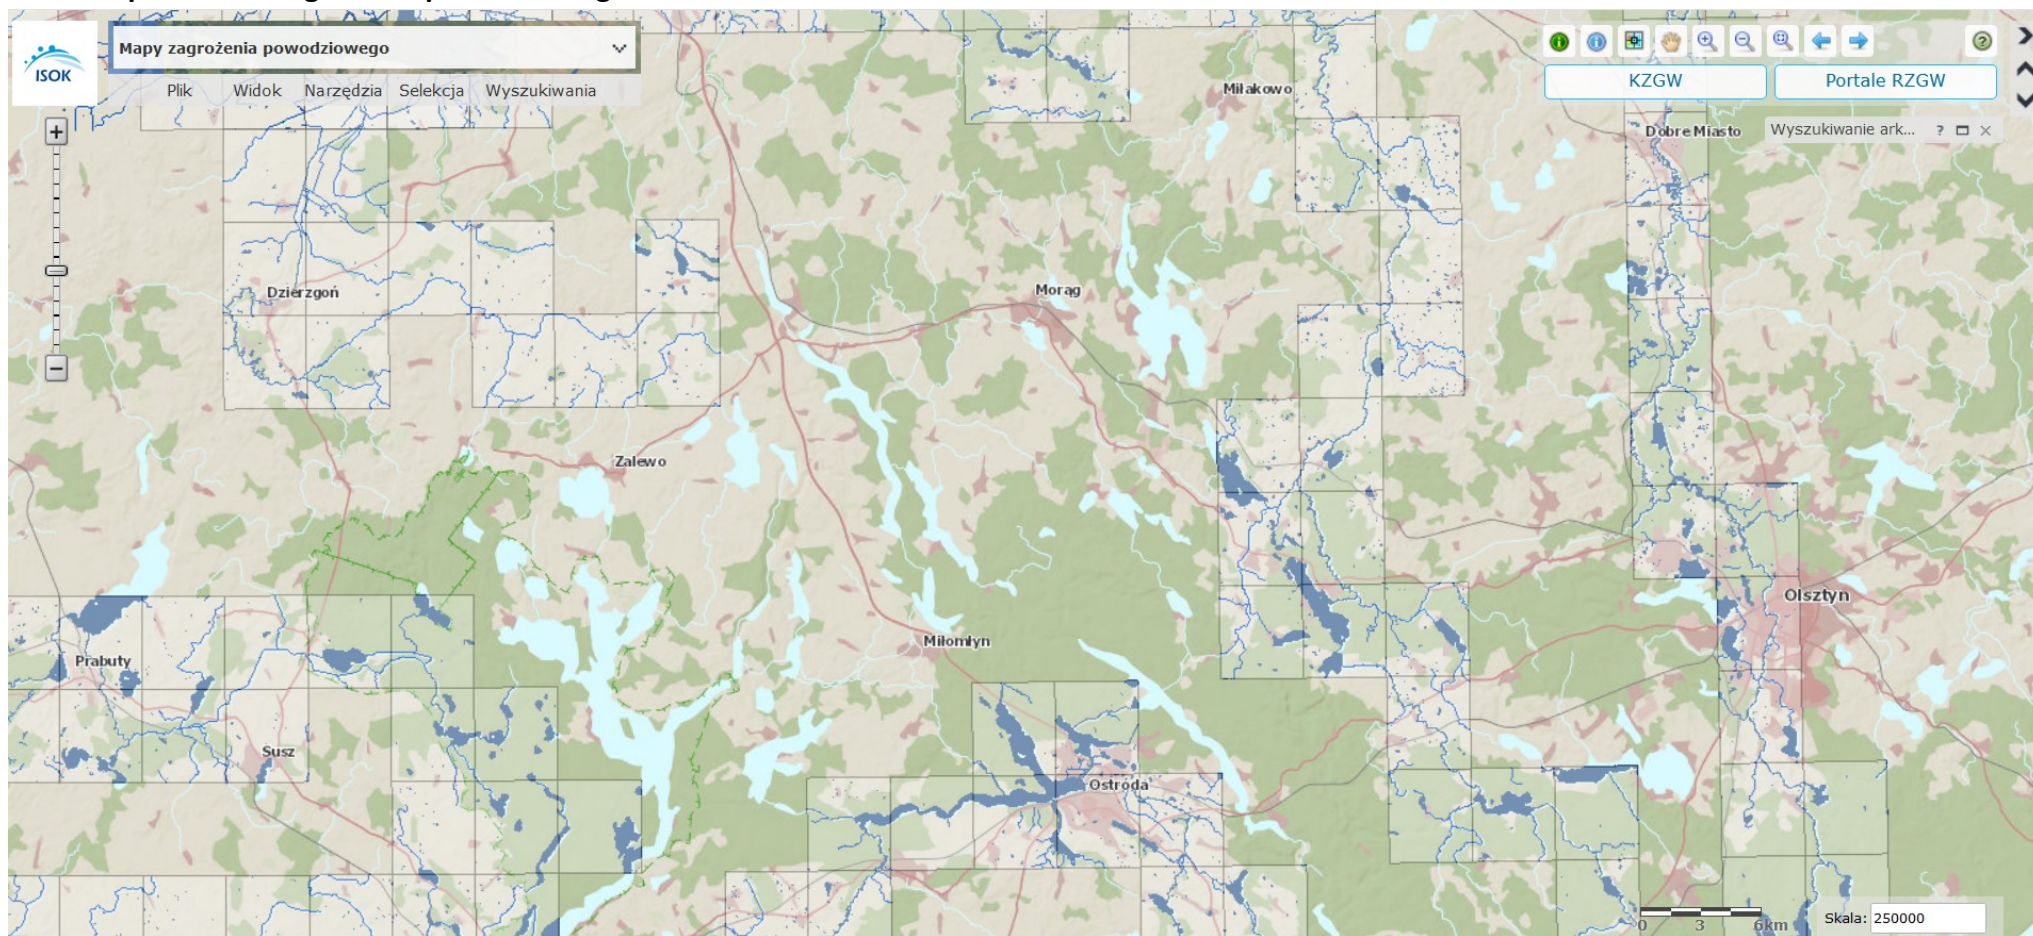 Mapy zagrożenia powodziowego
ISOK
Plik Widok Narzędzia Selekcja Wyszukiwania
KZGW
Portale RZGW
Wyszukiwanie ark... ?
?
+
−
Miłakowo
Dobre Miasto
Dzierzgoń
Morąg
Zalewo
Olsztyn
Miłomłyn
Prabuty
Susz
Ostróda
0 3 6km
Skala: 250000